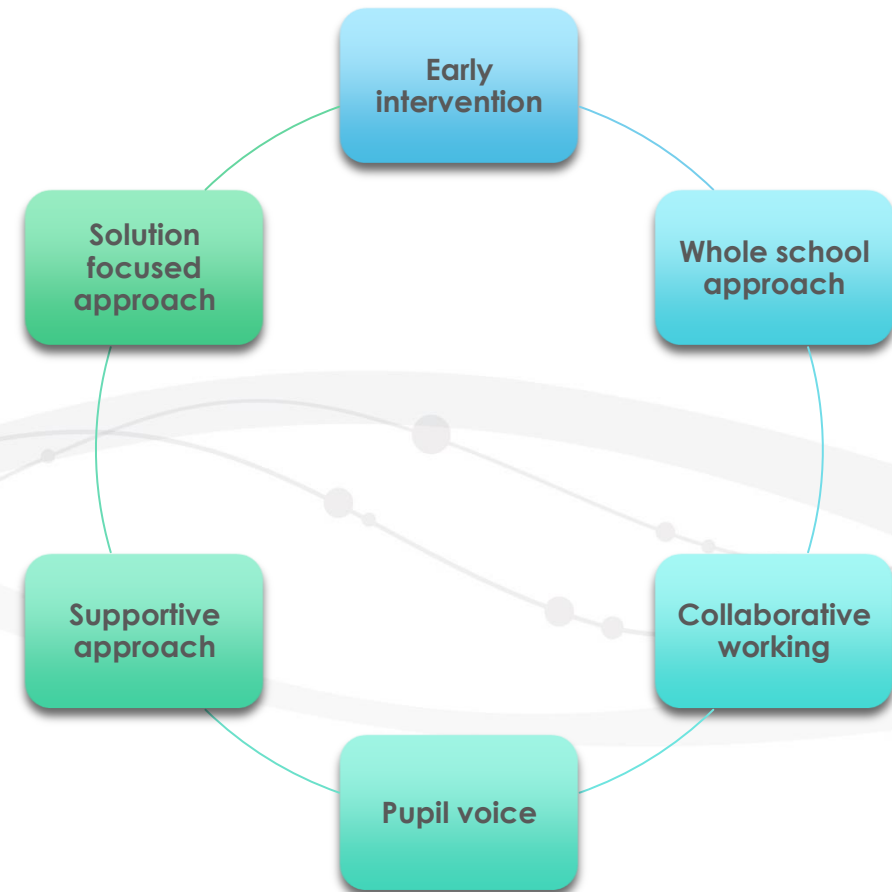 Early
intervention
Whole school
approach
Collaborative
working
Pupil voice
Supportive
approach
Solution
focused
approach